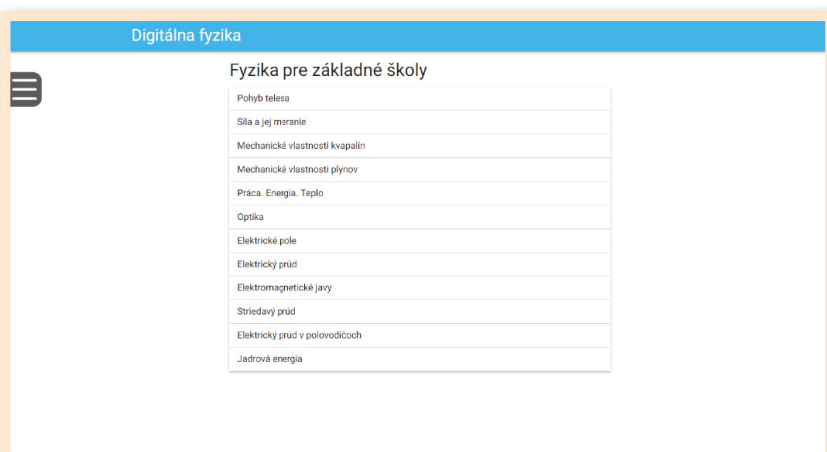 Digitálna fyzika
Fyzika pre základné školy
Pohyb telesa
Sila a jej meranie
Mechanické vlastnosti kvapalín
Mechanické vlastnosti plynov
Práca. Energia. Teplo
Optika
Elektrické pole
Elektrický prúd
Elektromagnetické javy
Striedavý prúd
Elektrický prúd v polovodičoch
Jadrová energia